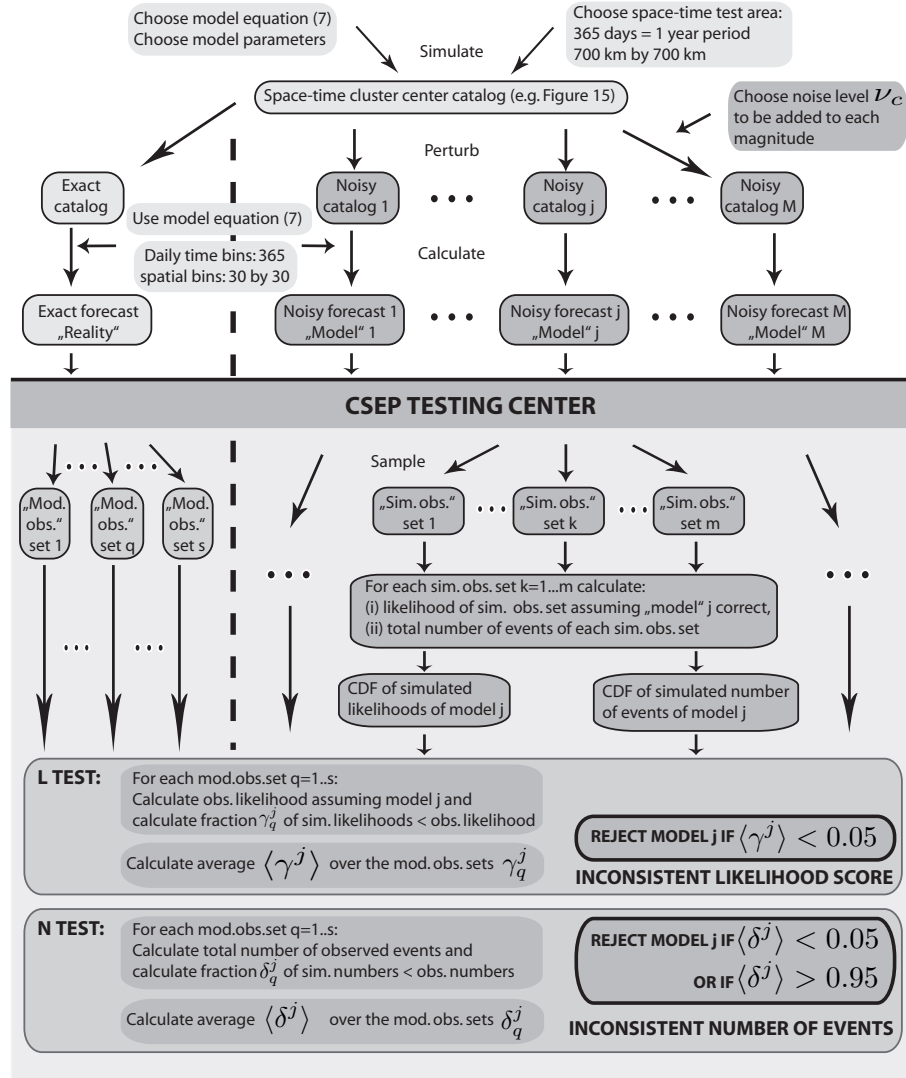 Choose model equation (7)
Choose model parameters
Choose space-time test area:
365 days = 1 year period
700 km by 700 km
Simulate
Space-time cluster center catalog (e.g. Figure 15)
Choose noise level ν_c
to be added to each
magnitude
Perturb
Exact
catalog
Noisy
catalog 1
• • •
Noisy
catalog j
• • •
Noisy
catalog M
Use model equation (7)
Daily time bins: 365
spatial bins: 30 by 30
Calculate
Exact forecast
„Reality“
Noisy forecast 1
„Model“ 1
• • •
Noisy forecast j
„Model“ j
• • •
Noisy forecast M
„Model“ M
CSEP TESTING CENTER
Sample
• • • • • •
„Mod.
obs.“
set 1
„Mod.
obs.“
set q
„Mod.
obs.“
set s
„Sim. obs.“
set 1
• • •
„Sim. obs.“
set k
• • •
„Sim. obs.“
set m
• • •
• • •
For each sim. obs. set k=1...m calculate:
(i) likelihood of sim. obs. set assuming „model“ j correct,
(ii) total number of events of each sim. obs. set
• • • • • •
CDF of simulated
likelihoods of model j
CDF of simulated number
of events of model j
L TEST:
For each mod.obs.set q=1..s:
Calculate obs. likelihood assuming model j and
calculate fraction γ_q^j of sim. likelihoods < obs. likelihood
Calculate average ⟨γ^j⟩ over the mod. obs. sets γ_q^j
REJECT MODEL j IF ⟨γ^j⟩ < 0.05
INCONSISTENT LIKELIHOOD SCORE
N TEST:
For each mod.obs.set q=1..s:
Calculate total number of observed events and
calculate fraction δ_q^j of sim. numbers < obs. numbers
Calculate average ⟨δ^j⟩ over the mod. obs. sets δ_q^j
REJECT MODEL j IF ⟨δ^j⟩ < 0.05
OR IF ⟨δ^j⟩ > 0.95
INCONSISTENT NUMBER OF EVENTS